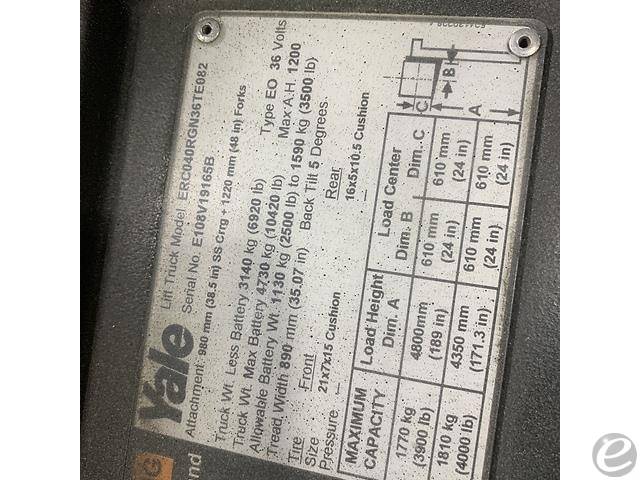 Yale
Lift Truck Model ERC040RGN36TE082
Serial No. E108V19165B
Attachment: 980 mm (38.5 in) SS Crrg + 1220 mm (48 in) Forks
Truck Wt. Less Battery 3140 kg (6920 lb) Type EO 36 Volts
Truck Wt. Max Battery 4730 kg (10420 lb) Max A.H. 1200
Allowable Battery Wt. 1130 kg (2500 lb) to 1590 kg (3500 lb)
Tread Width 890 mm (35.07 in) Back Tilt 5 Degrees
Tire Front Rear
Size 21x7x15 Cushion 16x5x10.5 Cushion
Pressure
MAXIMUM CAPACITY
Load Height Dim. A
Load Center
Dim. B Dim. C
1770 kg (3900 lb) 4800mm (189 in) 610 mm (24 in) 610 mm (24 in)
1810 kg (4000 lb) 4350 mm (171.3 in) 610 mm (24 in) 610 mm (24 in)
A
B
C
NG
and